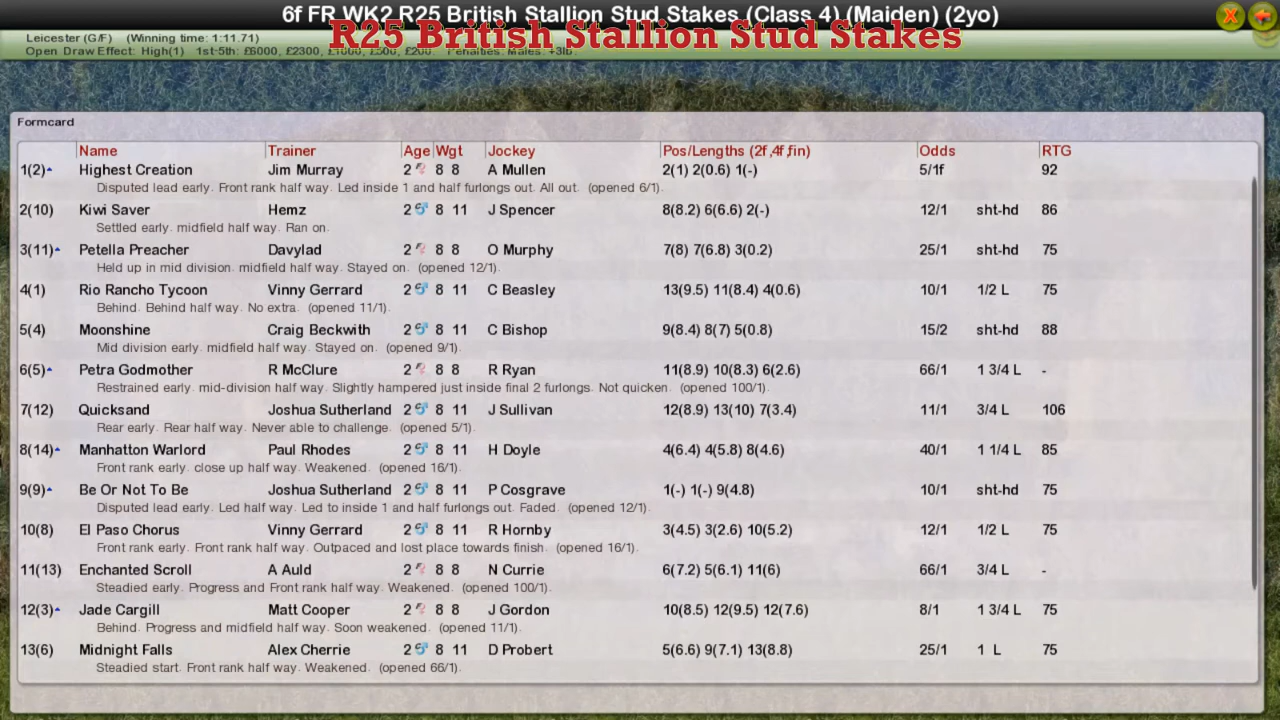 6f FR WK2 R25 British Stallion Stud Stakes (Class 4) (Maiden) (2yo)
R25 British Stallion Stud Stakes
Leicester (G/F) (Winning time: 1:11.71)
Open Draw Effect: High(1) 1st-5th: £6000, £2300, £1000, £500, £200. Penalties: Males: +3lb.
Formcard
Name Trainer Age Wgt Jockey Pos/Lengths (2f,4f,fin) Odds RTG
1(2) Highest Creation Jim Murray 2 8 8 A Mullen 2(1) 2(0.6) 1(-) 5/1f 92
Disputed lead early. Front rank half way. Led inside 1 and half furlongs out. All out. (opened 6/1).
2(10) Kiwi Saver Hemz 2 8 11 J Spencer 8(8.2) 6(6.6) 2(-) 12/1 sht-hd 86
Settled early. midfield half way. Ran on.
3(11) Petella Preacher Davylad 2 8 8 O Murphy 7(8) 7(6.8) 3(0.2) 25/1 sht-hd 75
Held up in mid division. midfield half way. Stayed on. (opened 12/1).
4(1) Rio Rancho Tycoon Vinny Gerrard 2 8 11 C Beasley 13(9.5) 11(8.4) 4(0.6) 10/1 1/2 L 75
Behind. Behind half way. No extra. (opened 11/1).
5(4) Moonshine Craig Beckwith 2 8 11 C Bishop 9(8.4) 8(7) 5(0.8) 15/2 sht-hd 88
Mid division early. midfield half way. Stayed on. (opened 9/1).
6(5) Petra Godmother R McClure 2 8 8 R Ryan 11(8.9) 10(8.3) 6(2.6) 66/1 1 3/4 L -
Restrained early. mid-division half way. Slightly hampered just inside final 2 furlongs. Not quicken. (opened 100/1).
7(12) Quicksand Joshua Sutherland 2 8 11 J Sullivan 12(8.9) 13(10) 7(3.4) 11/1 3/4 L 106
Rear early. Rear half way. Never able to challenge. (opened 5/1).
8(14) Manhatton Warlord Paul Rhodes 2 8 11 H Doyle 4(6.4) 4(5.8) 8(4.6) 40/1 1 1/4 L 85
Front rank early. close up half way. Weakened. (opened 16/1).
9(9) Be Or Not To Be Joshua Sutherland 2 8 11 P Cosgrave 1(-) 1(-) 9(4.8) 10/1 sht-hd 75
Disputed lead early. Led half way. Led to inside 1 and half furlongs out. Faded. (opened 12/1).
10(8) El Paso Chorus Vinny Gerrard 2 8 11 R Hornby 3(4.5) 3(2.6) 10(5.2) 12/1 1/2 L 75
Front rank early. Front rank half way. Outpaced and lost place towards finish. (opened 16/1).
11(13) Enchanted Scroll A Auld 2 8 8 N Currie 6(7.2) 5(6.1) 11(6) 66/1 3/4 L -
Steadied early. Progress and Front rank half way. Weakened. (opened 100/1).
12(3) Jade Cargill Matt Cooper 2 8 8 J Gordon 10(8.5) 12(9.5) 12(7.6) 8/1 1 3/4 L 75
Behind. Progress and midfield half way. Soon weakened. (opened 11/1).
13(6) Midnight Falls Alex Cherrie 2 8 11 D Probert 5(6.6) 9(7.1) 13(8.8) 25/1 1 L 75
Steadied start. Front rank half way. Weakened. (opened 66/1).